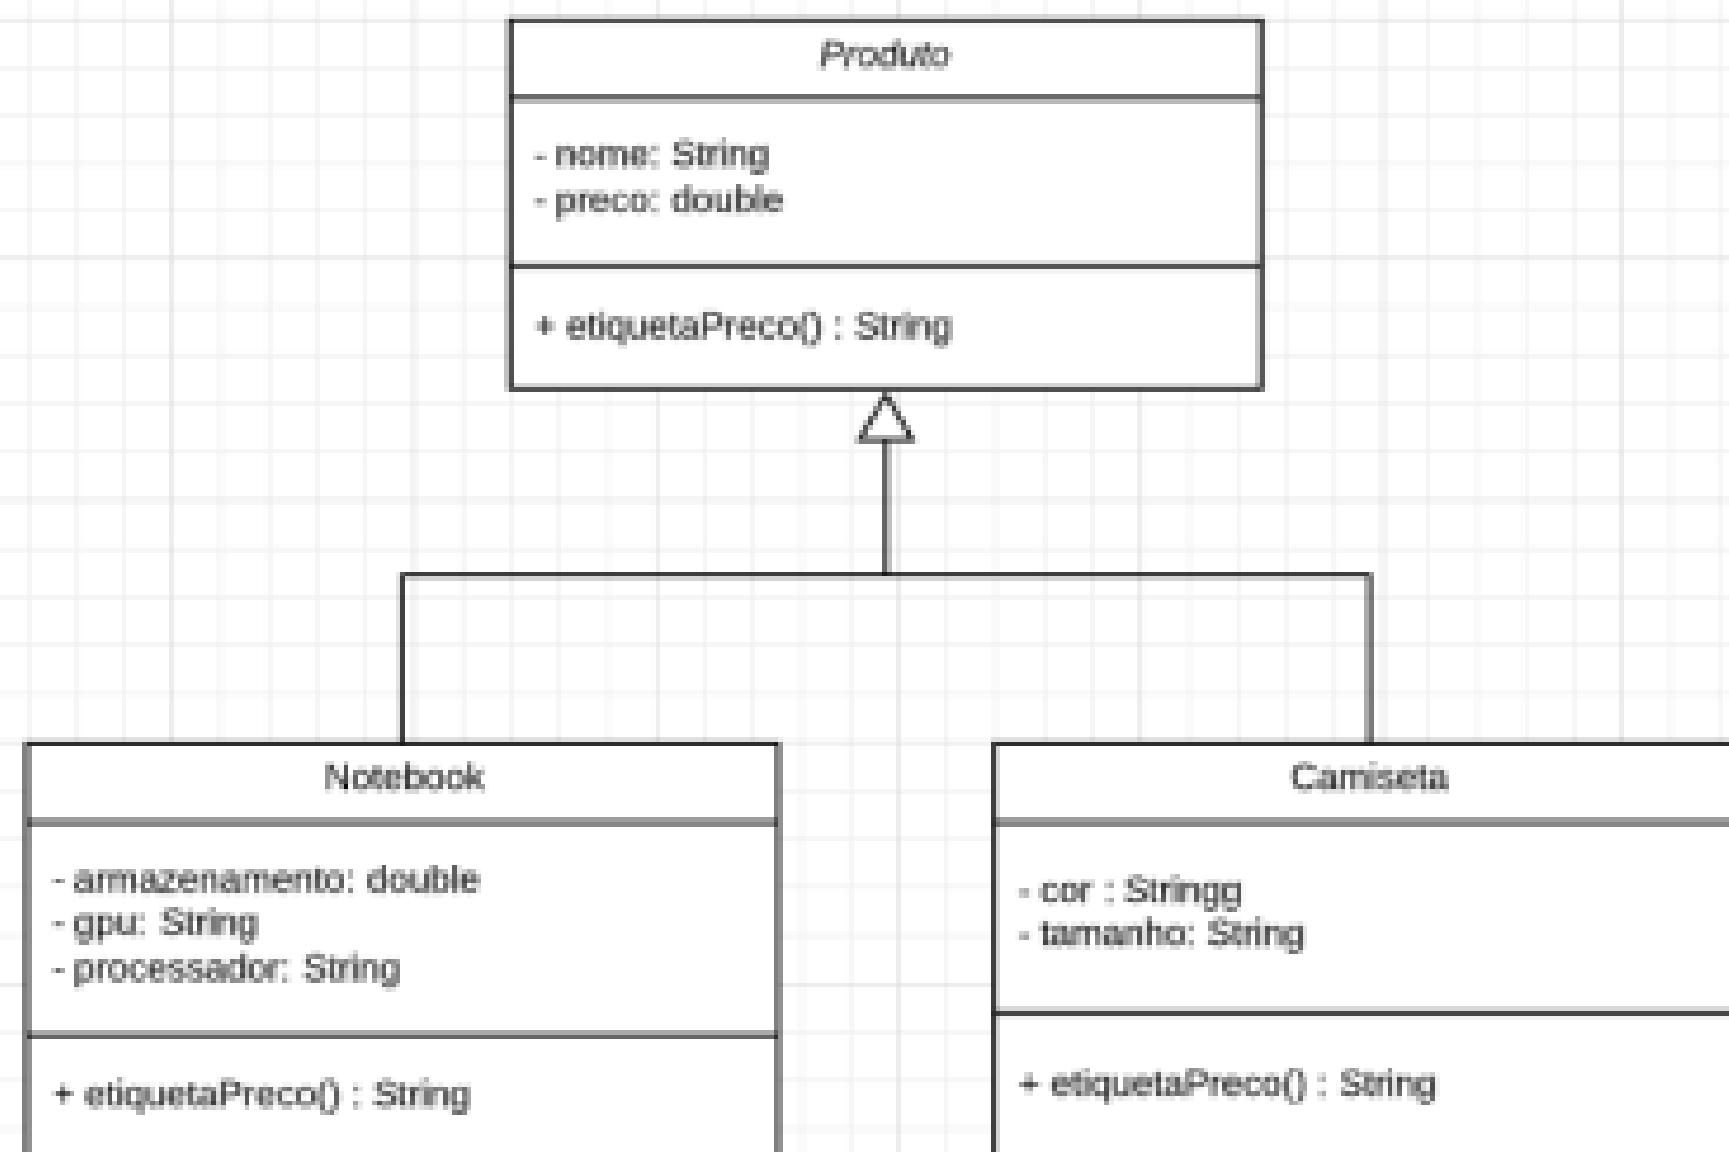 Produto
- nome: String
- preco: double
+ etiquetaPreco() : String
Notebook
- armazenamento: double
- gpu: String
- processador: String
+ etiquetaPreco() : String
Camiseta
- cor : Stringg
- tamanho: String
+ etiquetaPreco() : String